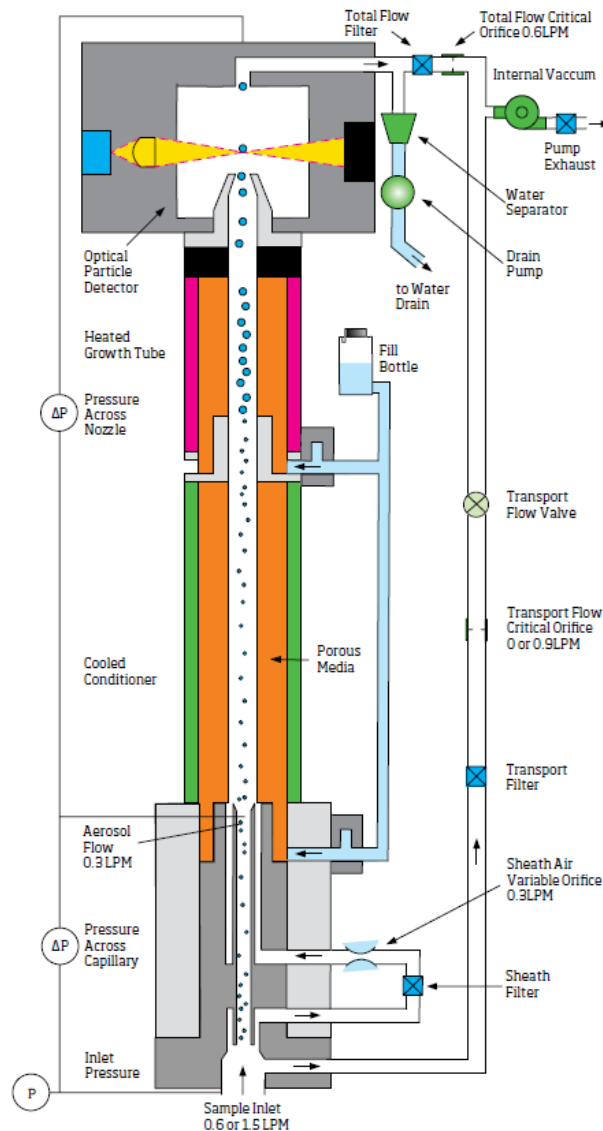 Total Flow
Filter
Total Flow Critical
Orifice 0.6LPM
Internal Vaccum
Pump
Exhaust
Water
Separator
Optical
Particle
Detector
Drain
Pump
to Water
Drain
Heated
Growth Tube
Fill
Bottle
ΔP
Pressure
Across
Nozzle
Transport
Flow Valve
Transport Flow
Critical Orifice
0 or 0.9LPM
Porous
Media
Cooled
Conditioner
Transport
Filter
Aerosol
Flow
0.3 LPM
Sheath Air
Variable Orifice
0.3LPM
ΔP
Pressure
Across
Capillary
Sheath
Filter
Inlet
Pressure
P
Sample Inlet
0.6 or 1.5 LPM